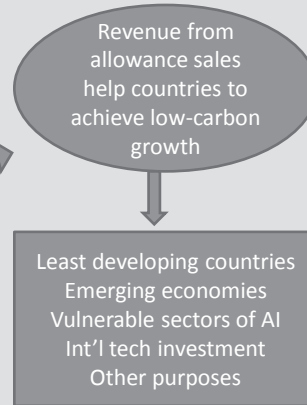 Revenue from
allowance sales
help countries to
achieve low-carbon
growth
Least developing countries
Emerging economies
Vulnerable sectors of AI
Int'l tech investment
Other purposes